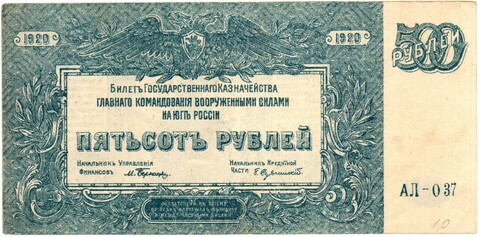 1920 1920 500
РУБЛЕЙ
БИЛЕТ ГОСУДАРСТВЕННАГО КАЗНАЧЕЙСТВА
ГЛАВНАГО КОМАНДОВАНІЯ ВООРУЖЕННЫМИ СИЛАМИ
НА ЮГѢ РОССІИ
ПЯТЬСОТЪ РУБЛЕЙ
НАЧАЛЬНИКЪ УПРАВЛЕНІЯ
ФИНАНСОВЪ
НАЧАЛЬНИКЪ КРЕДИТНОЙ
ЧАСТИ
АЛ-037
10